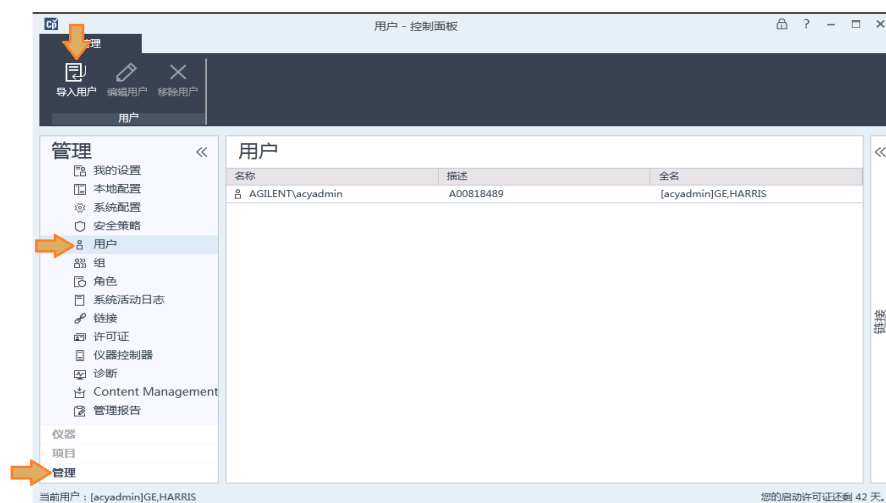 Cp
用户 - 控制面板
?
管理
导入用户 编辑用户 移除用户
用户
管理
我的设置
本地配置
系统配置
安全策略
用户
组
角色
系统活动日志
链接
许可证
仪器控制器
诊断
Content Management
管理报告
仪器
项目
管理
用户
名称 描述 全名
AGILENT\acyadmin A00818489 [acyadmin]GE,HARRIS
链接
当前用户：[acyadmin]GE,HARRIS
您的启动许可证还剩 42 天。